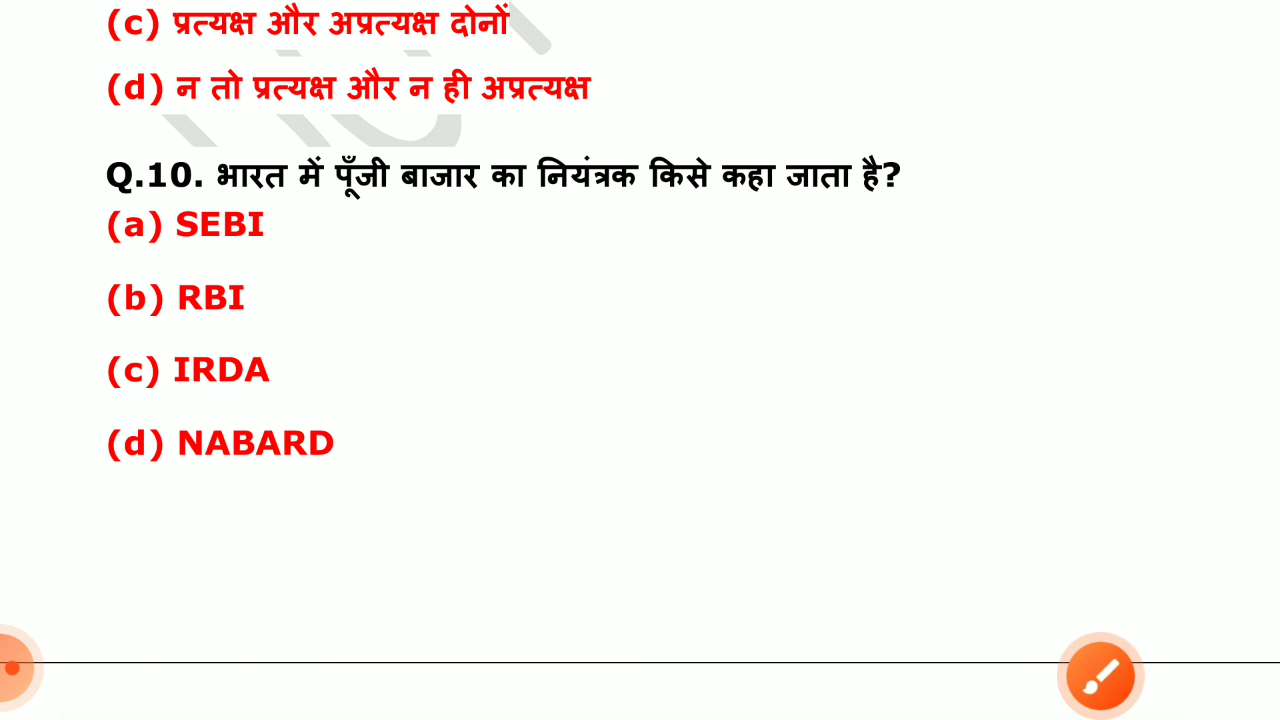 (c) प्रत्यक्ष और अप्रत्यक्ष दोनों
(d) न तो प्रत्यक्ष और न ही अप्रत्यक्ष
Q.10. भारत में पूँजी बाजार का नियंत्रक किसे कहा जाता है?
(a) SEBI
(b) RBI
(c) IRDA
(d) NABARD